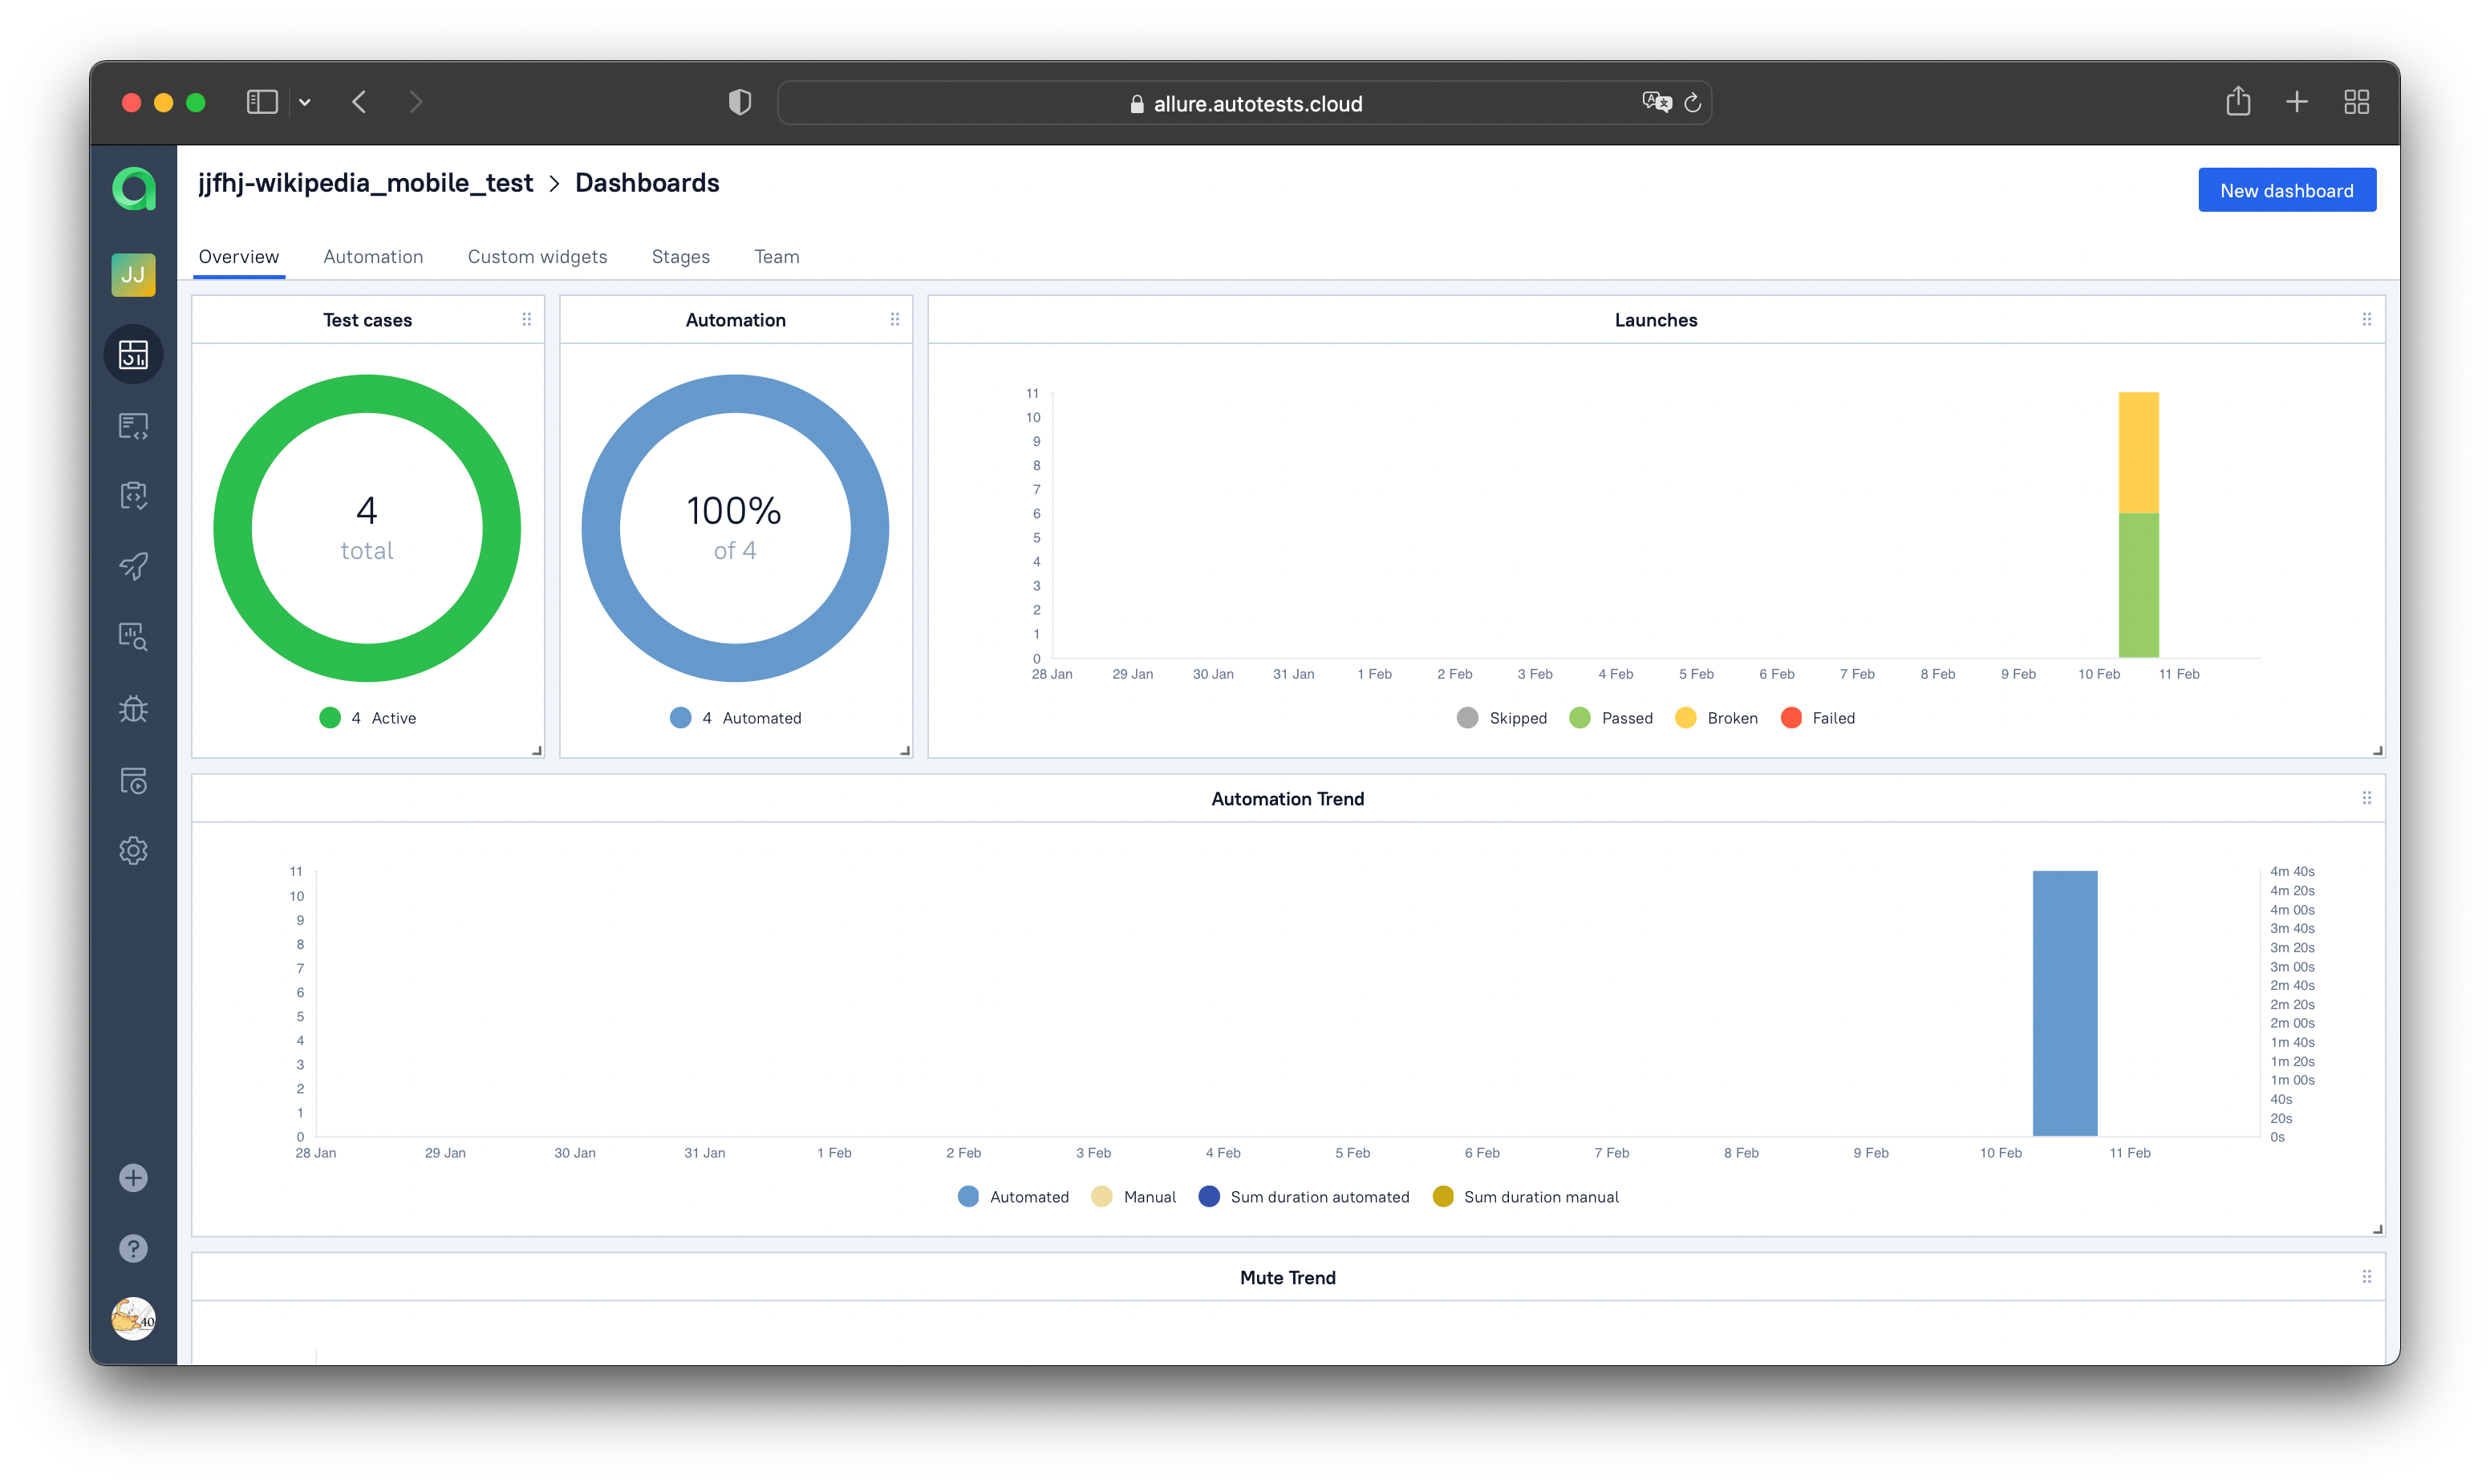 allure.autotests.cloud
jjfhj-wikipedia_mobile_test > Dashboards
New dashboard
JJ
Overview Automation Custom widgets Stages Team
Test cases
4
total
4 Active
Automation
100%
of 4
4 Automated
Launches
11
10
9
8
7
6
5
4
3
2
1
0
28 Jan 29 Jan 30 Jan 31 Jan 1 Feb 2 Feb 3 Feb 4 Feb 5 Feb 6 Feb 7 Feb 8 Feb 9 Feb 10 Feb 11 Feb
Skipped Passed Broken Failed
Automation Trend
11
10
9
8
7
6
5
4
3
2
1
0
4m 40s
4m 20s
4m 00s
3m 40s
3m 20s
3m 00s
2m 40s
2m 20s
2m 00s
1m 40s
1m 20s
1m 00s
40s
20s
0s
28 Jan 29 Jan 30 Jan 31 Jan 1 Feb 2 Feb 3 Feb 4 Feb 5 Feb 6 Feb 7 Feb 8 Feb 9 Feb 10 Feb 11 Feb
Automated Manual Sum duration automated Sum duration manual
Mute Trend
40